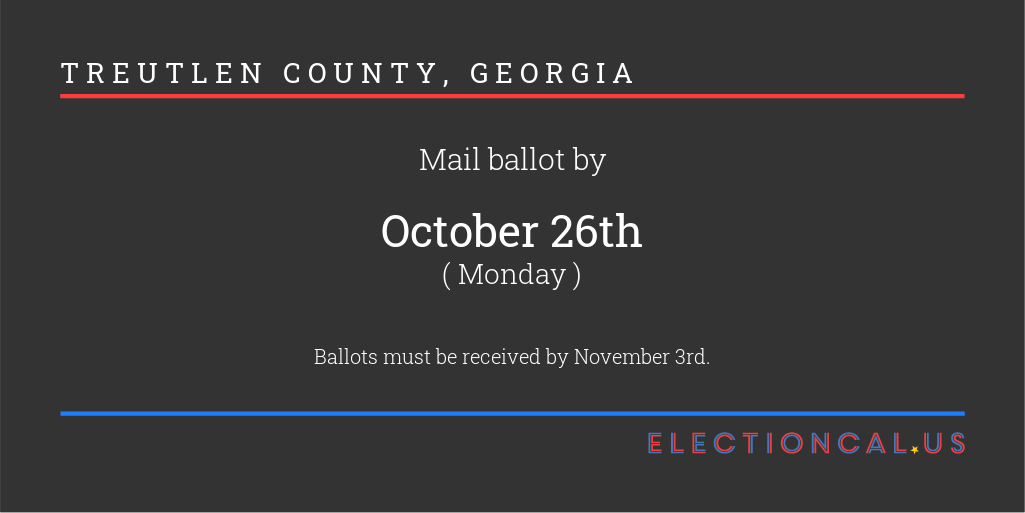 TREUTLEN COUNTY, GEORGIA
Mail ballot by
October 26th
( Monday )
Ballots must be received by November 3rd.
ELECTIONCAL.US